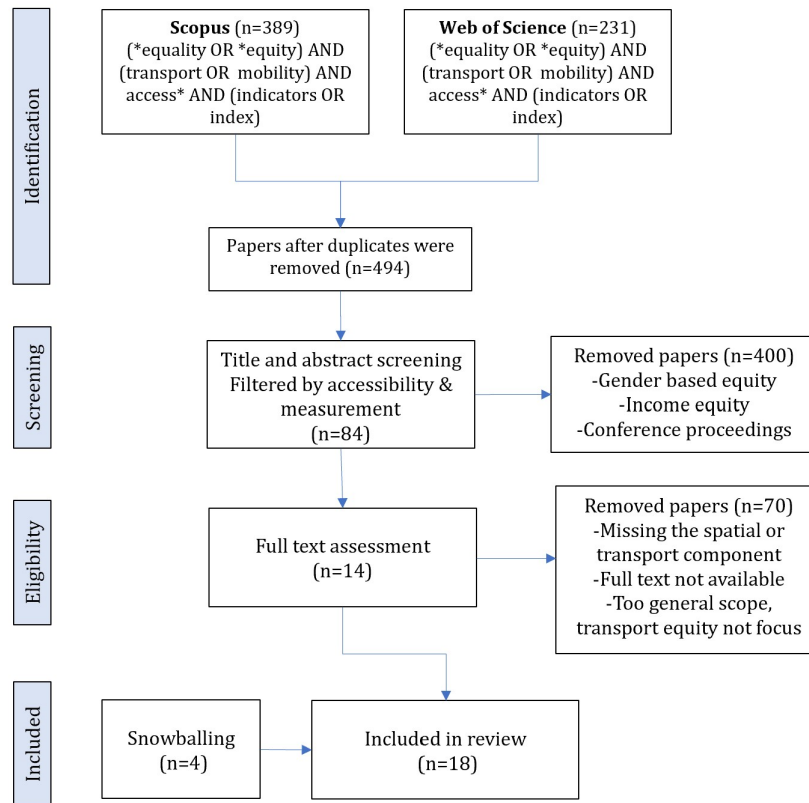 Identification
Scopus (n=389)
(*equality OR *equity) AND
(transport OR mobility) AND
access* AND (indicators OR
index)
Web of Science (n=231)
(*equality OR *equity) AND
(transport OR mobility) AND
access* AND (indicators OR
index)
Papers after duplicates were
removed (n=494)
Screening
Title and abstract screening
Filtered by accessibility &
measurement
(n=84)
Removed papers (n=400)
-Gender based equity
-Income equity
-Conference proceedings
Eligibility
Full text assessment
(n=14)
Removed papers (n=70)
-Missing the spatial or
transport component
-Full text not available
-Too general scope,
transport equity not focus
Included
Snowballing
(n=4)
Included in review
(n=18)